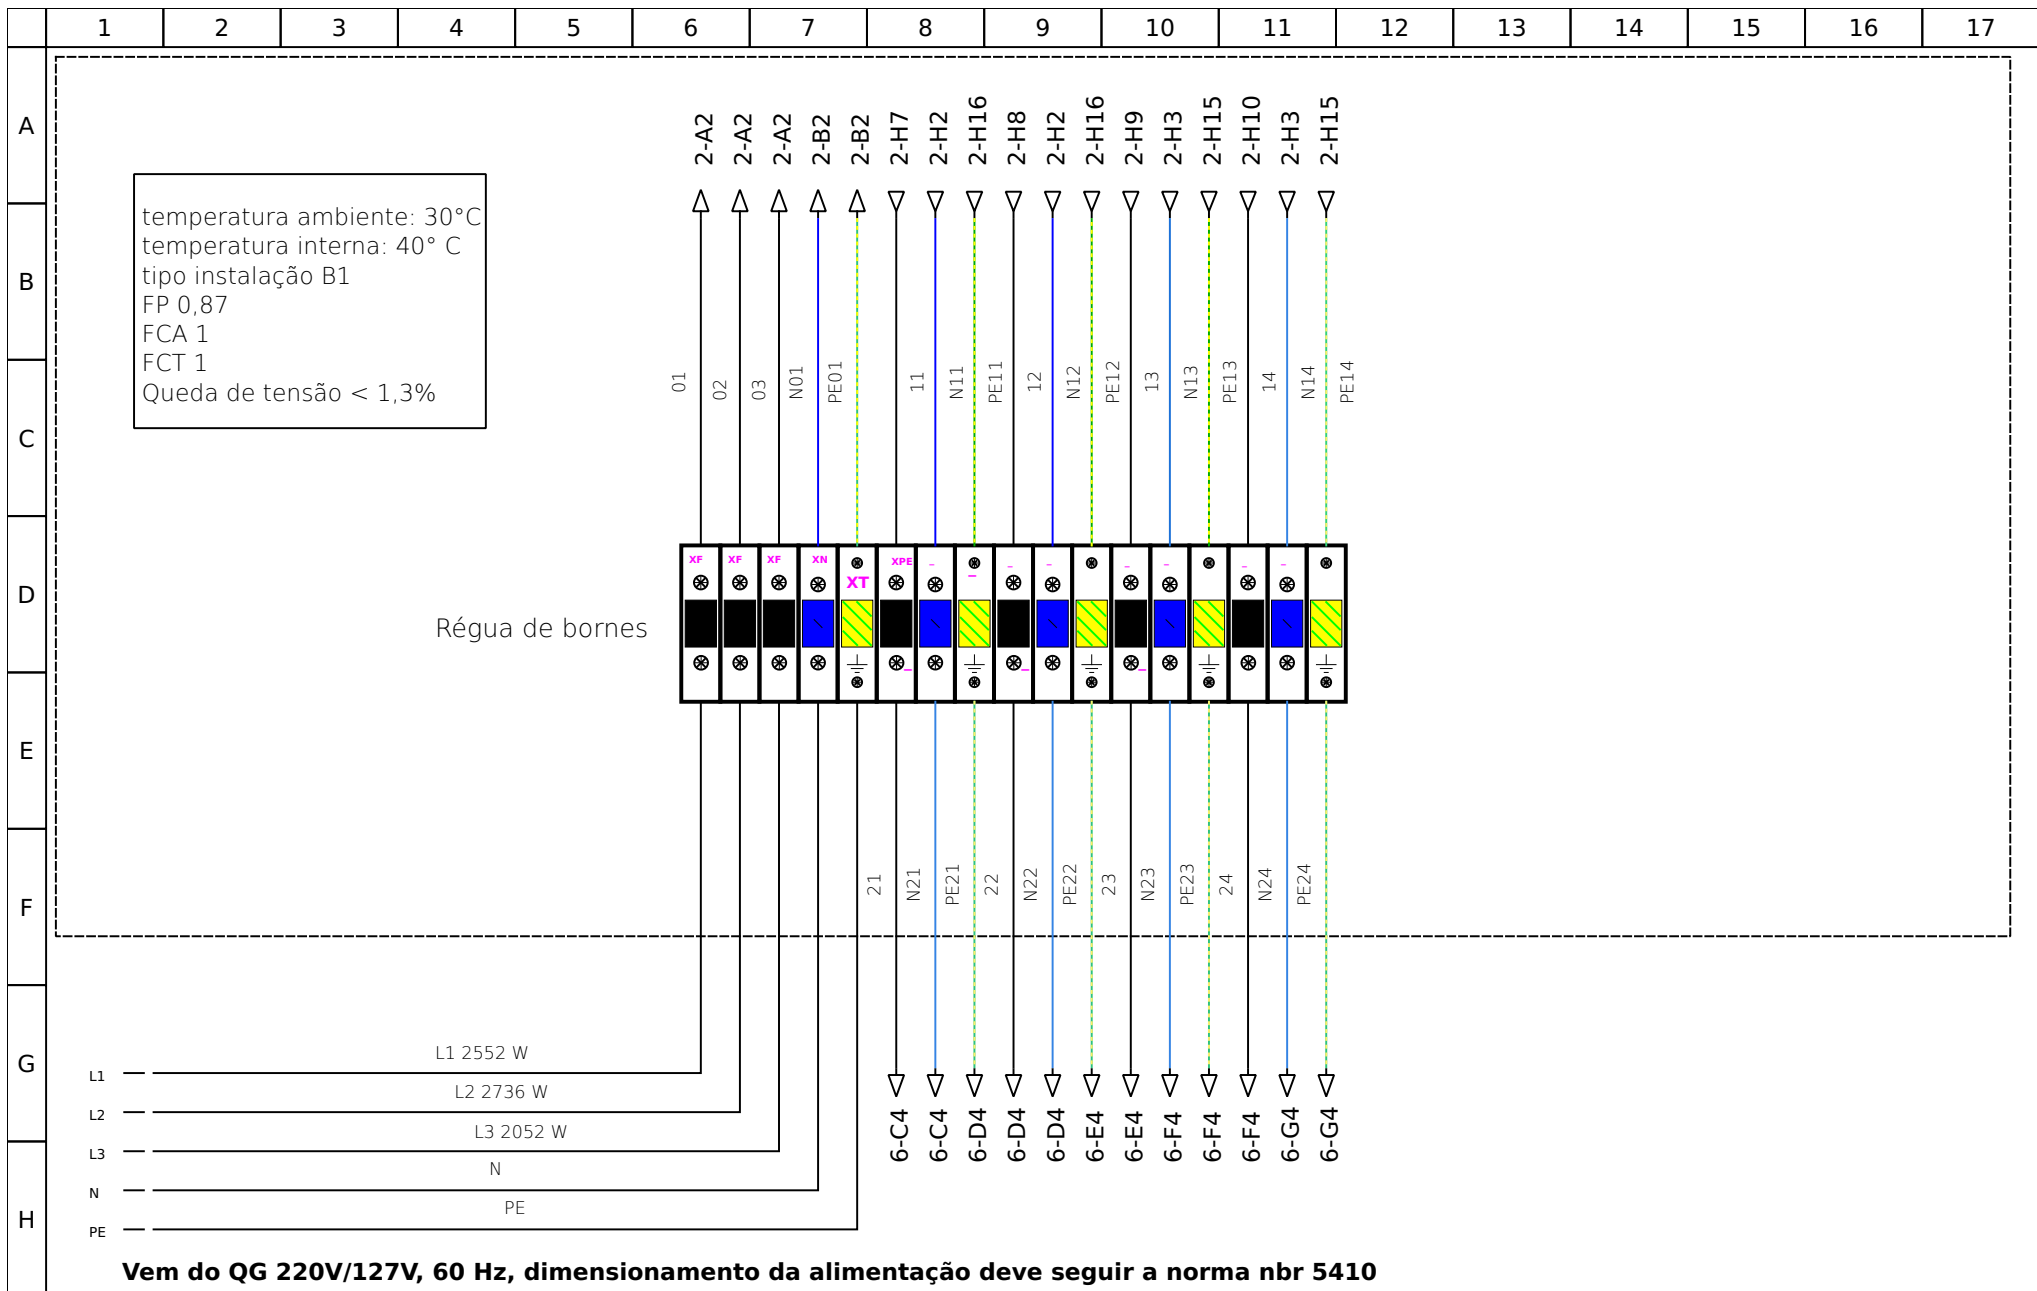 1 2 3 4 5 6 7 8 9 10 11 12 13 14 15 16 17
A
2-A2 2-A2 2-A2 2-B2 2-B2 2-H7 2-H2 2-H16 2-H8 2-H2 2-H16 2-H9 2-H3 2-H15 2-H10 2-H3 2-H15
temperatura ambiente: 30°C
temperatura interna: 40° C
tipo instalação B1
FP 0,87
FCA 1
FCT 1
Queda de tensão < 1,3%
B
01 02 03 N01 PE01 11 N11 PE11 12 N12 PE12 13 N13 PE13 14 N14 PE14
C
XF XF XF XN XT XPE
D
Régua de bornes
E
21 N21 PE21 22 N22 PE22 23 N23 PE23 24 N24 PE24
F
G
L1 2552 W
L1
L2 2736 W
L2
6-C4 6-C4 6-D4 6-D4 6-D4 6-E4 6-E4 6-F4 6-F4 6-F4 6-G4 6-G4
L3 2052 W
L3
N
N
PE
PE
H
Vem do QG 220V/127V, 60 Hz, dimensionamento da alimentação deve seguir a norma nbr 5410